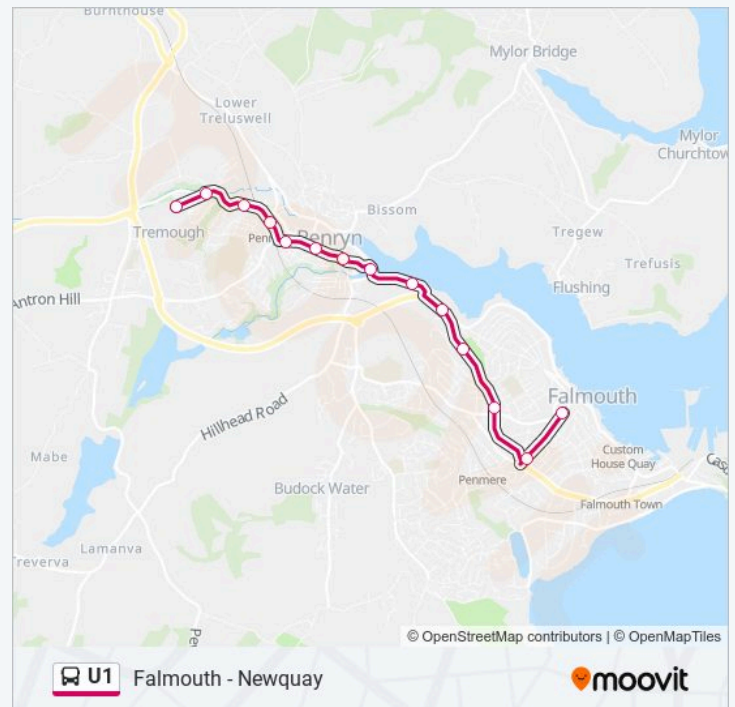 Burnthouse
Mylor Bridge
Lower
Treluswell
Mylor
Churchtow
Bissom
Tremough
Penryn
Tregew
Trefusis
Flushing
Antron Hill
Falmouth
Hillhead Road
Custom
House Quay
Mabe
Penmere
Budock Water
Falmouth Town
Lamanva
Treverva
© OpenStreetMap contributors | © OpenMapTiles
U1 Falmouth - Newquay
moovit